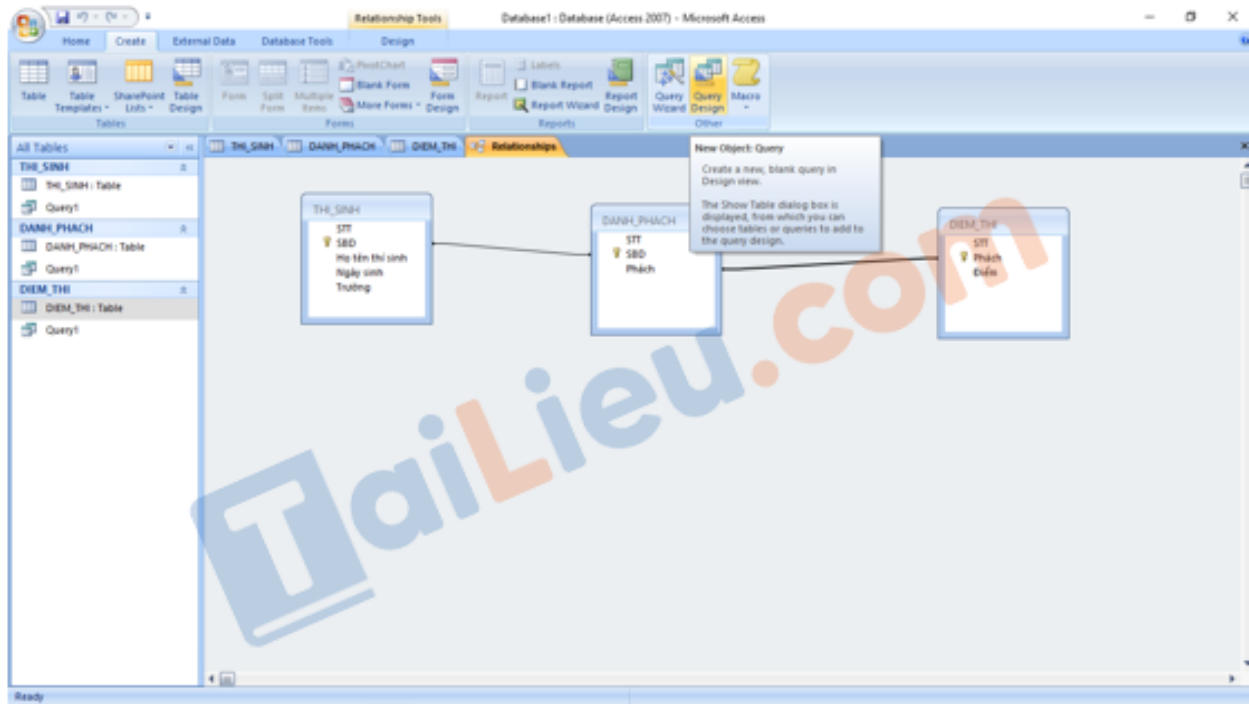 Relationship Tools
Database1 : Database (Access 2007) - Microsoft Access
Home Create External Data Database Tools Design
Table
Table Templates
SharePoint Lists
Table Design
Tables
Form
Split Form
Multiple Items
PivotChart
Blank Form
More Forms
Form Design
Forms
Report
Labels
Blank Report
Report Wizard
Report Design
Reports
Query Wizard
Query Design
Macro
Other
All Tables
THI_SINH
THI_SINH : Table
Query1
DANH_PHACH
DANH_PHACH : Table
Query1
DIEM_THI
DIEM_THI : Table
Query1
THI_SINH DANH_PHACH DIEM_THI Relationships
New Object: Query
Create a new, blank query in
Design view.
The Show Table dialog box is
displayed, from which you can
choose tables or queries to add to
the query design.
THI_SINH
STT
SBD
Họ tên thí sinh
Ngày sinh
Trường
DANH_PHACH
STT
SBD
Phách
DIEM_THI
STT
Phách
Điểm
TaiLieu.com
Ready